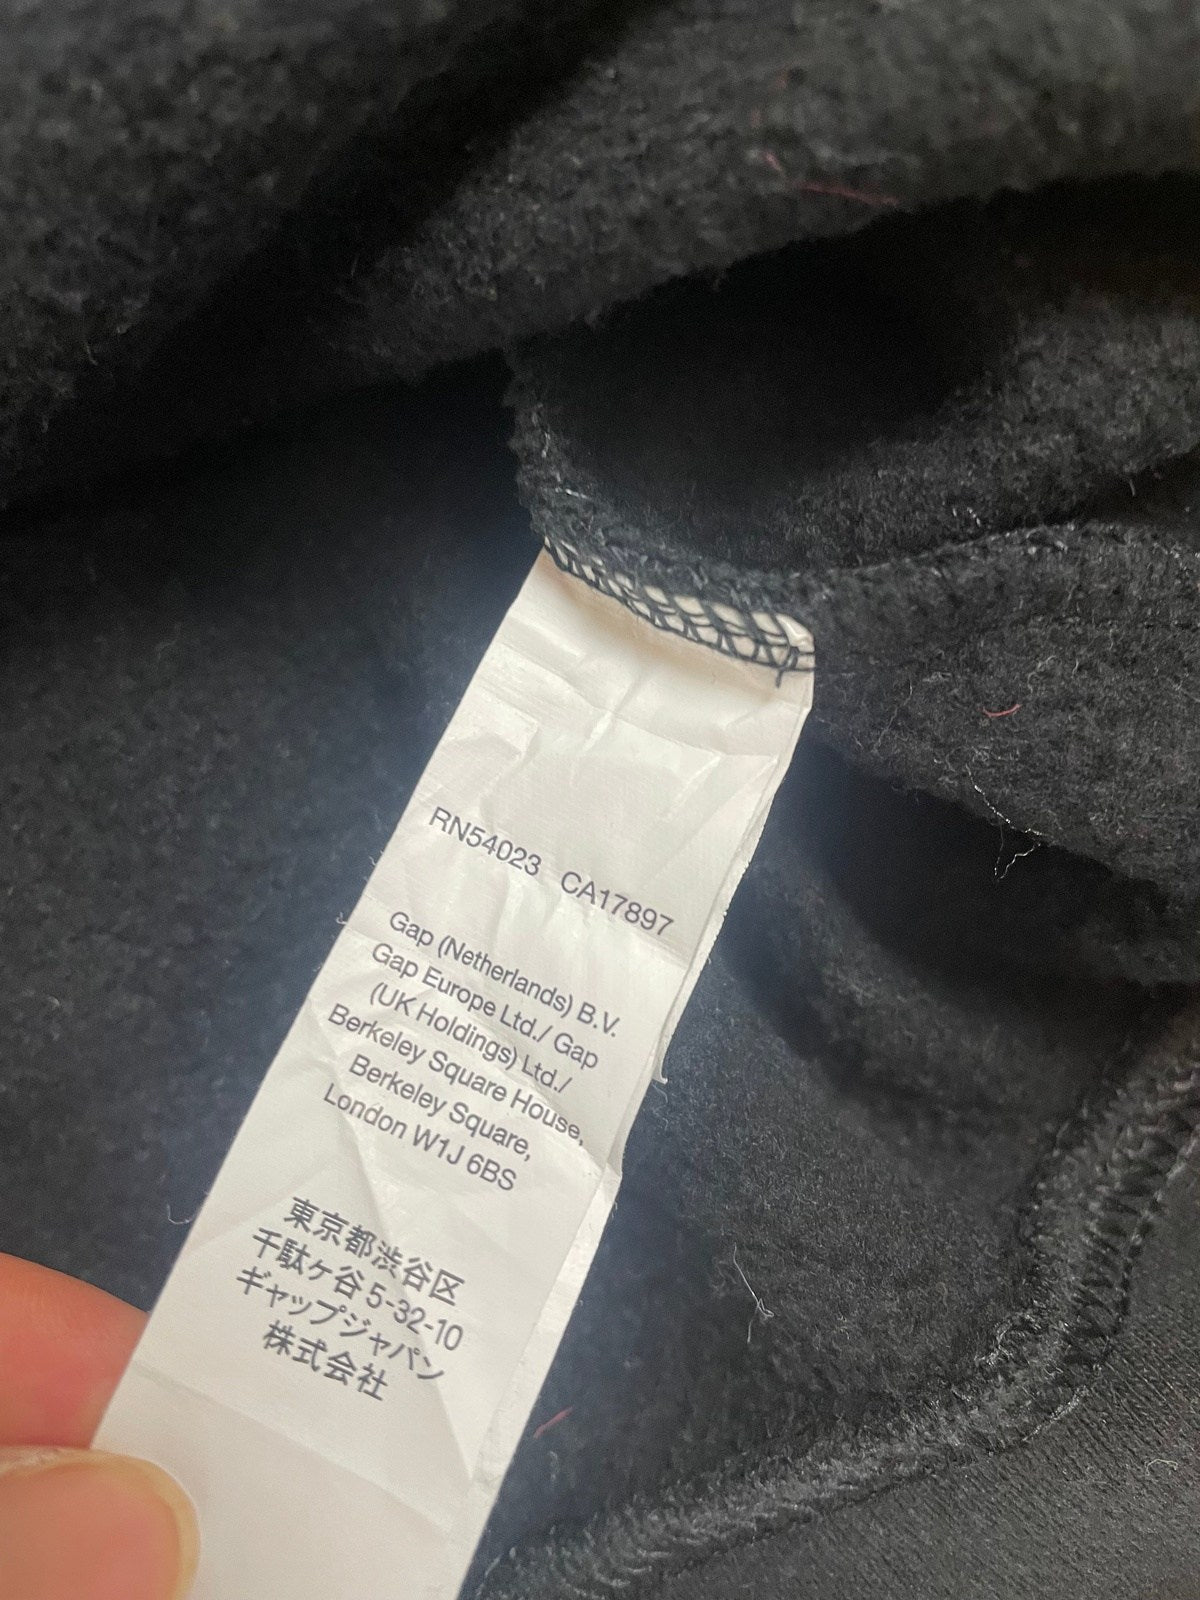 RN54023 CA17897
Gap (Netherlands) B.V.
Gap Europe Ltd./ Gap
(UK Holdings) Ltd./
Berkeley Square House,
Berkeley Square,
London W1J 6BS
東京都渋谷区
千駄ヶ谷5-32-10
ギャップジャパン
株式会社